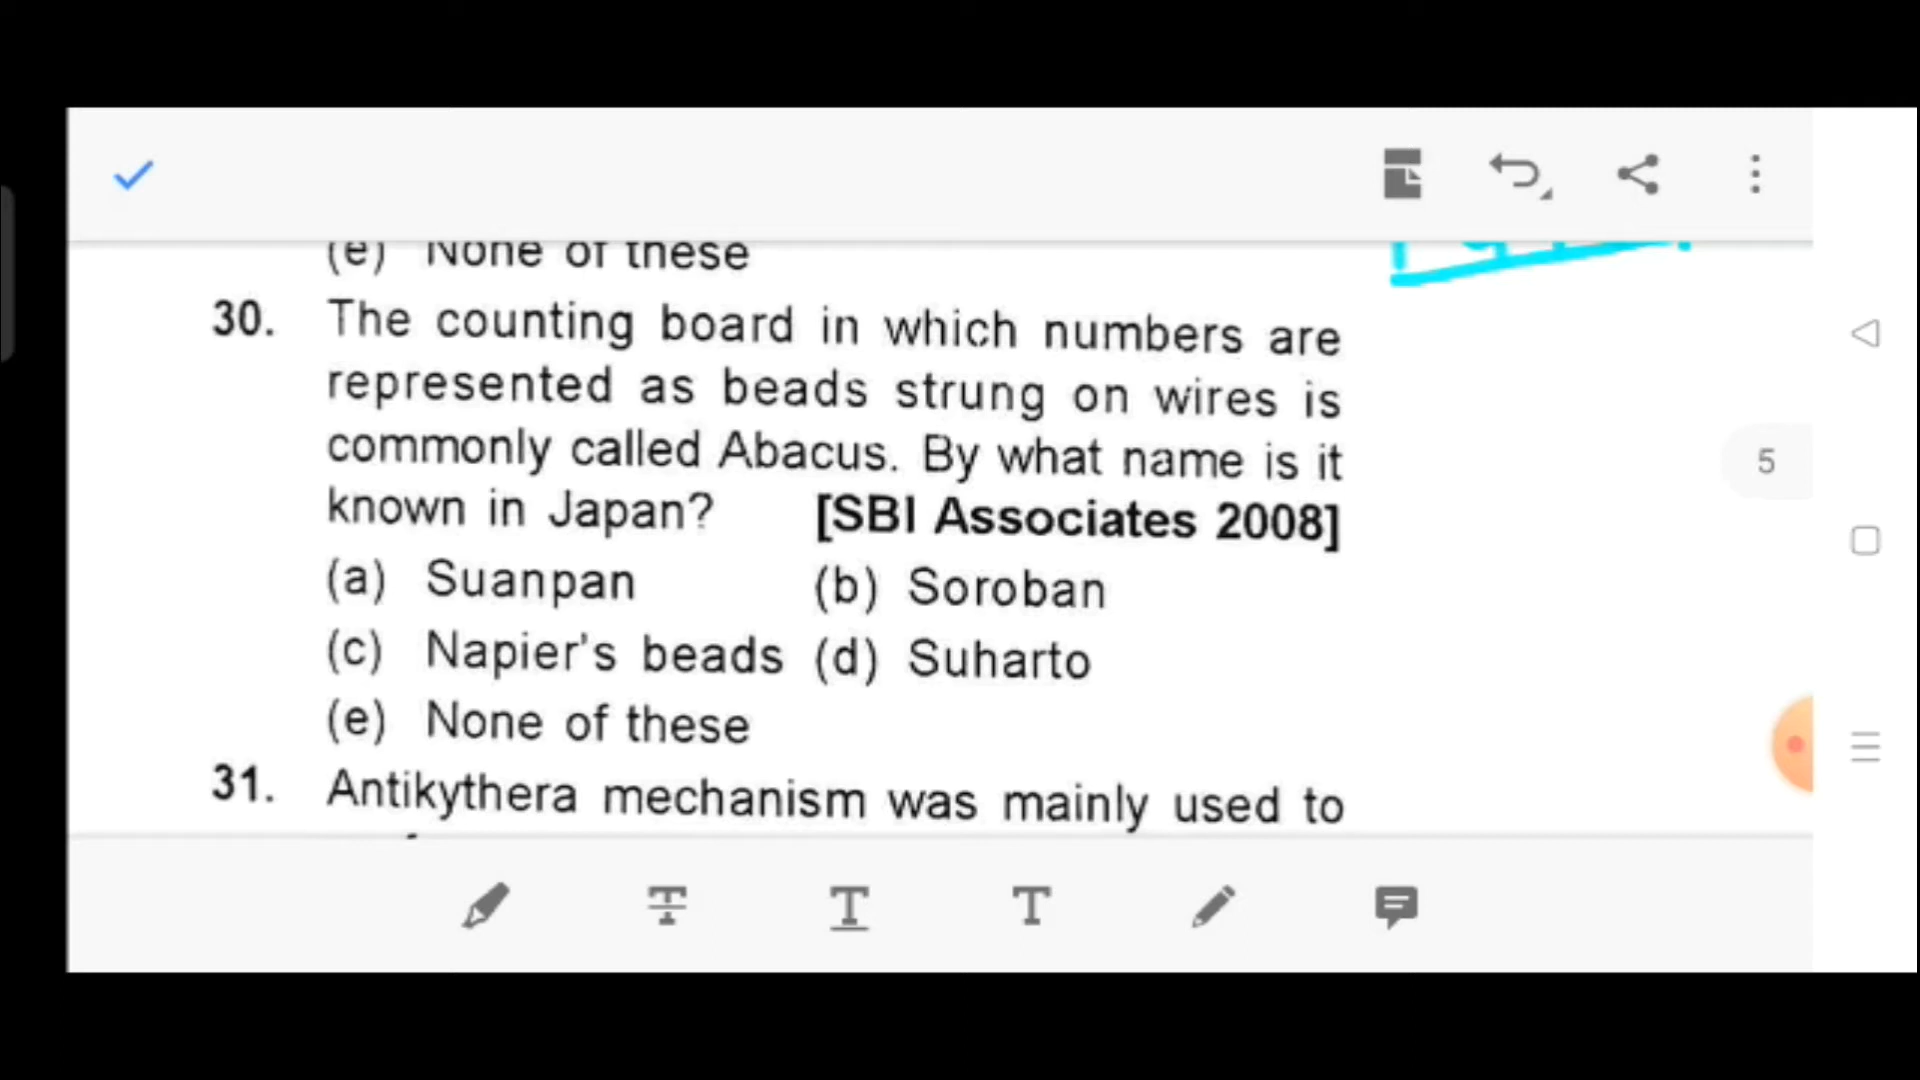 (e) None of these
30. The counting board in which numbers are
represented as beads strung on wires is
commonly called Abacus. By what name is it
known in Japan? [SBI Associates 2008]
(a) Suanpan (b) Soroban
(c) Napier's beads (d) Suharto
(e) None of these
31. Antikythera mechanism was mainly used to
5